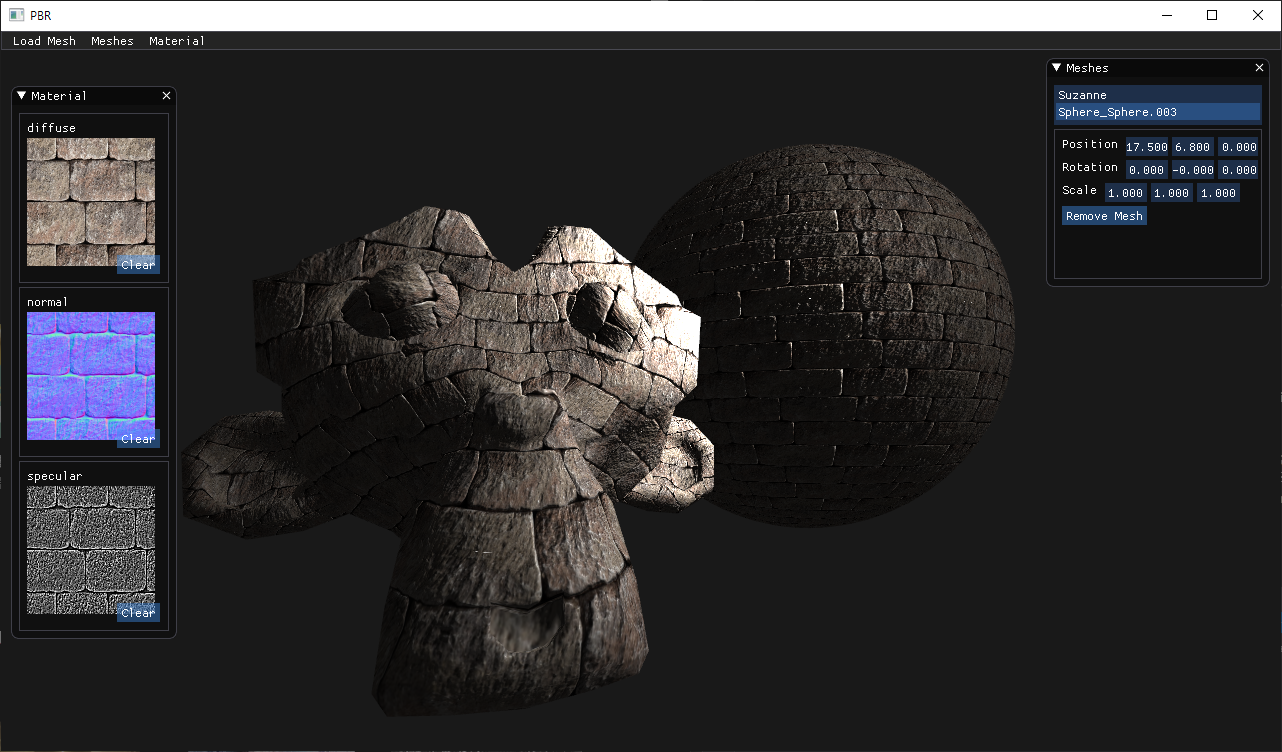 PBR
Load Mesh Meshes Material
Material
diffuse
Clear
normal
Clear
specular
Clear
Meshes
Suzanne
Sphere_Sphere.003
Position 17.500 6.800 0.000
Rotation 0.000 -0.000 0.000
Scale 1.000 1.000 1.000
Remove Mesh